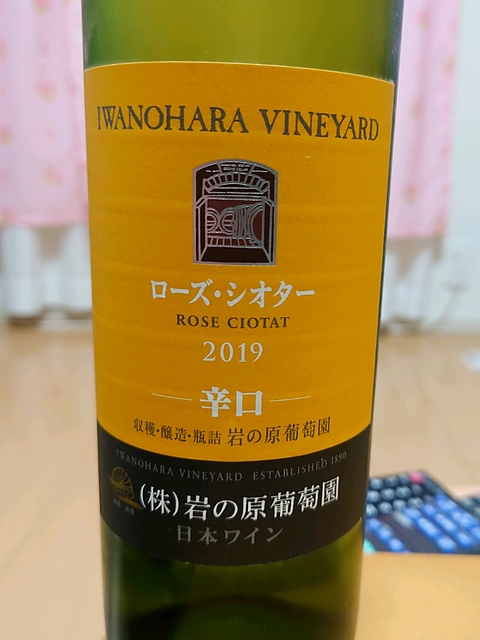 IWANOHARA VINEYARD
ローズ・シオター
ROSE CIOTAT
2019
辛口
収穫・醸造・瓶詰 岩の原葡萄園
IWANOHARA VINEYARD ESTABLISHED 1890
(株)岩の原葡萄園
日本ワイン